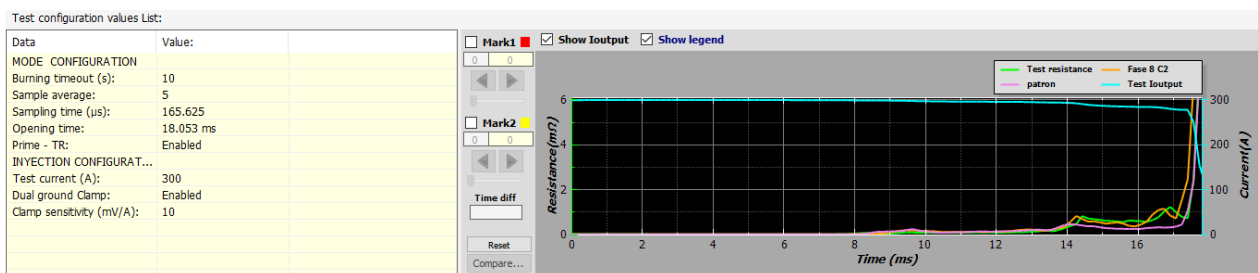 Test configuration values List:
Data Value:
MODE CONFIGURATION
Burning timeout (s): 10
Sample average: 5
Sampling time (µs): 165.625
Opening time: 18.053 ms
Prime - TR: Enabled
INYECTION CONFIGURAT...
Test current (A): 300
Dual ground Clamp: Enabled
Clamp sensitivity (mV/A): 10
Mark1
0 0
Mark2
0 0
Time diff
Reset
Compare...
Show Ioutput Show legend
Test resistance Fase 8 C2
patron Test Ioutput
Resistance(mΩ)
6
4
2
0
300
200
100
0
Current(A)
0 2 4 6 8 10 12 14 16
Time (ms)